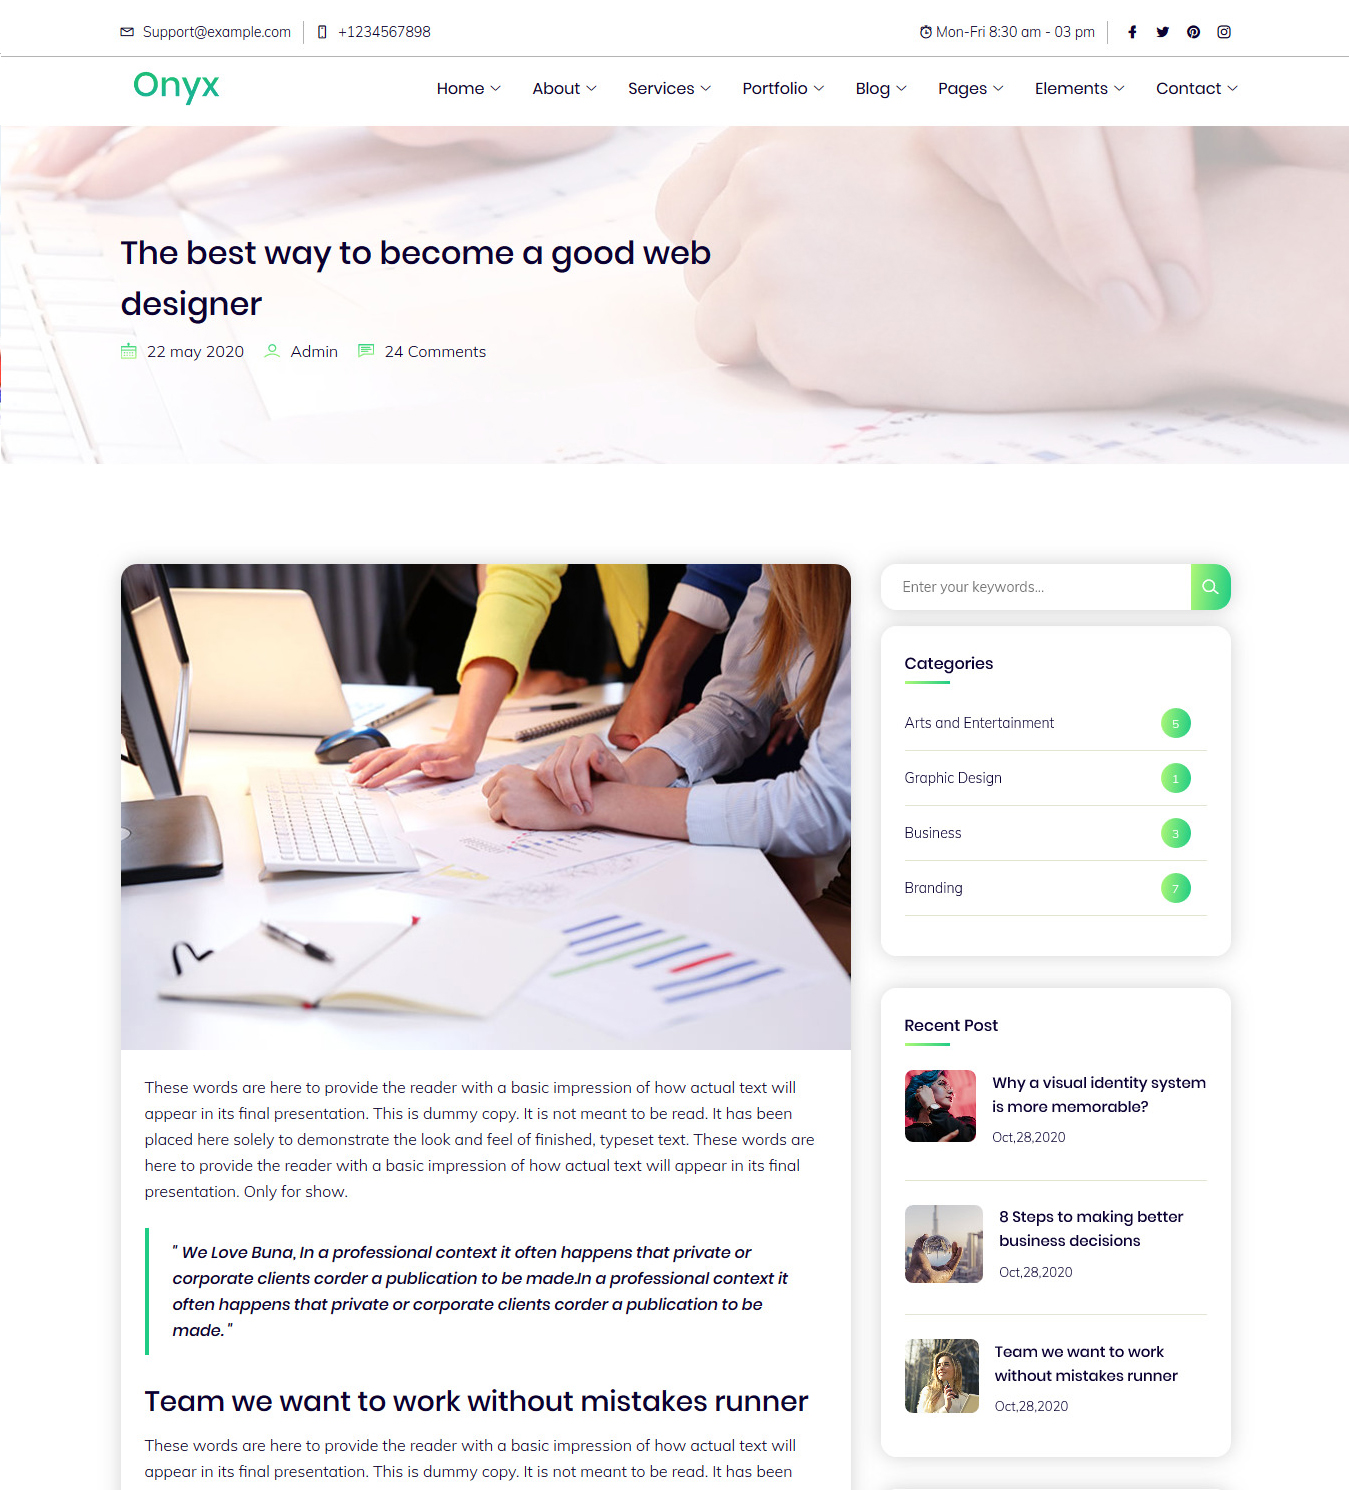 Support@example.com
+1234567898
Mon-Fri 8:30 am - 03 pm
Onyx
Home
About
Services
Portfolio
Blog
Pages
Elements
Contact
The best way to become a good web
designer
22 may 2020
Admin
24 Comments
Enter your keywords...
Categories
Arts and Entertainment 5
Graphic Design 1
Business 3
Branding 7
Recent Post
Why a visual identity system
is more memorable?
Oct,28,2020
8 Steps to making better
business decisions
Oct,28,2020
Team we want to work
without mistakes runner
Oct,28,2020
These words are here to provide the reader with a basic impression of how actual text will
appear in its final presentation. This is dummy copy. It is not meant to be read. It has been
placed here solely to demonstrate the look and feel of finished, typeset text. These words are
here to provide the reader with a basic impression of how actual text will appear in its final
presentation. Only for show.
" We Love Buna, In a professional context it often happens that private or
corporate clients corder a publication to be made.In a professional context it
often happens that private or corporate clients corder a publication to be
made. "
Team we want to work without mistakes runner
These words are here to provide the reader with a basic impression of how actual text will
appear in its final presentation. This is dummy copy. It is not meant to be read. It has been